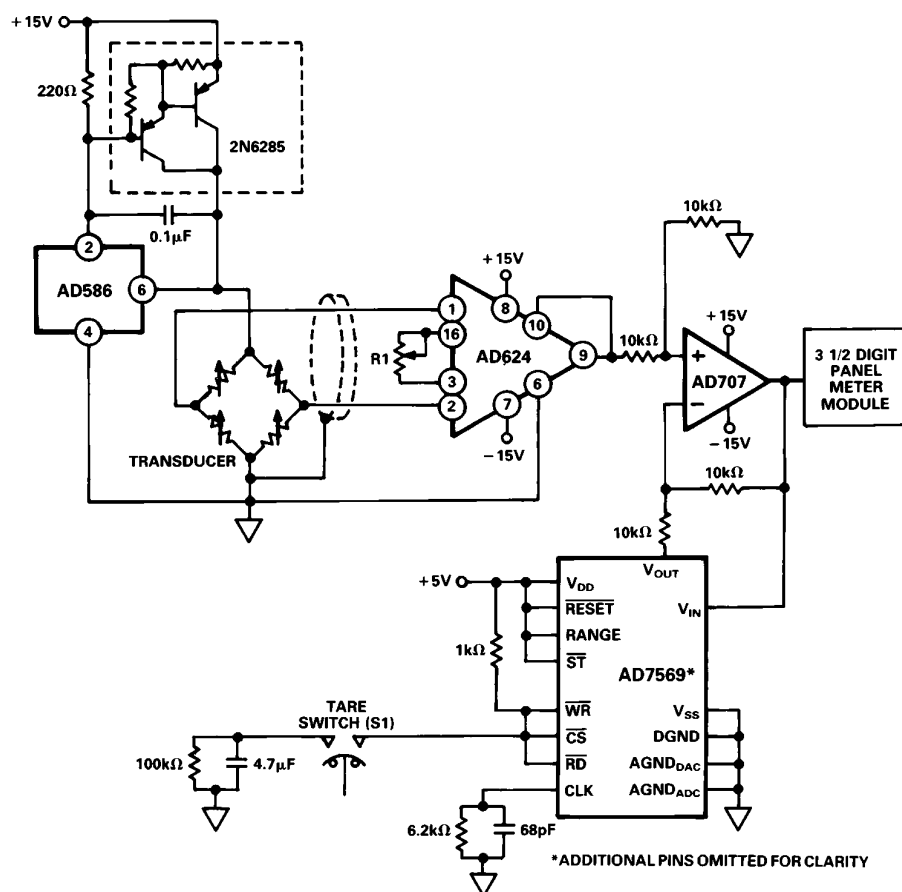 +15V
220Ω
2N6285
0.1μF
2
AD586
6
4
TRANSDUCER
R1
1
16
3
2
+15V
8
10
AD624
9
6
7
−15V
10kΩ
10kΩ
+15V
+
AD707
−
−15V
3 1/2 DIGIT
PANEL
METER
MODULE
10kΩ
10kΩ
+5V
1kΩ
VOUT
VDD
RESET
RANGE
ST
VIN
AD7569*
WR
CS
RD
CLK
VSS
DGND
AGNDDAC
AGNDADC
TARE
SWITCH (S1)
100kΩ
4.7μF
6.2kΩ
68pF
*ADDITIONAL PINS OMITTED FOR CLARITY